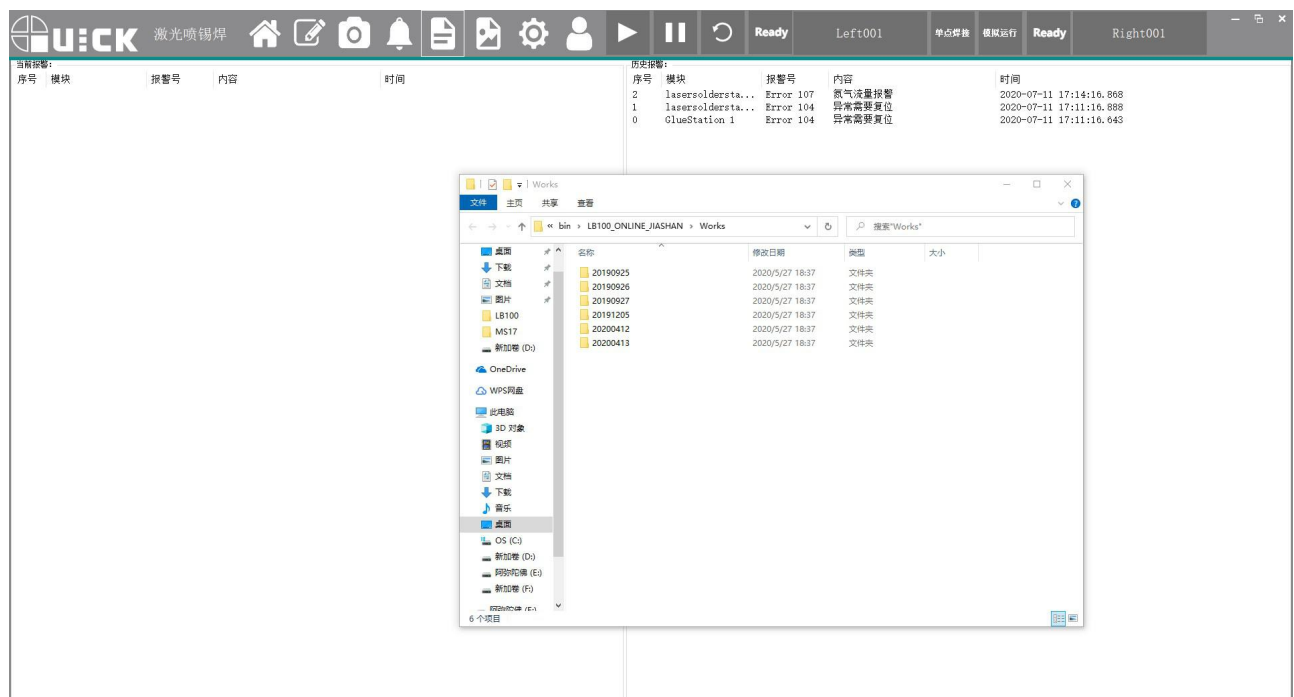 QUICK 激光喷锡焊 Ready Left001 单点焊接 模拟运行 Ready Right001
当前报警:
序号 模块 报警号 内容 时间
历史报警:
序号 模块 报警号 内容 时间
2 lasersoldersta... Error 107 氮气流量报警 2020-07-11 17:14:16.868
1 lasersoldersta... Error 104 异常需要复位 2020-07-11 17:11:16.888
0 GlueStation 1 Error 104 异常需要复位 2020-07-11 17:11:16.643
Works
文件 主页 共享 查看
« bin › LB100_ONLINE_JIASHAN › Works 搜索"Works"
名称 修改日期 类型 大小
20190925 2020/5/27 18:37 文件夹
20190926 2020/5/27 18:37 文件夹
20190927 2020/5/27 18:37 文件夹
20191205 2020/5/27 18:37 文件夹
20200412 2020/5/27 18:37 文件夹
20200413 2020/5/27 18:37 文件夹
桌面
下载
文档
图片
LB100
MS17
新加卷 (D:)
OneDrive
WPS网盘
此电脑
3D 对象
视频
图片
文档
下载
音乐
桌面
OS (C:)
新加卷 (D:)
阿弥陀佛 (E:)
新加卷 (F:)
阿弥陀佛 (E:)
6 个项目